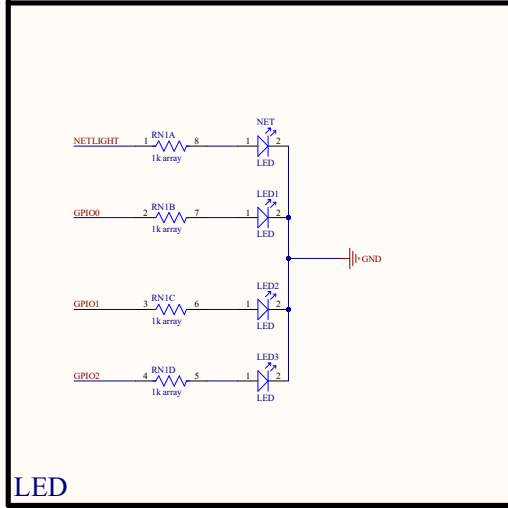 NET
RN1A
NETLIGHT 1 8 1 2
1k array LED
LED1
RN1B
GPIO0 2 7 1 2
1k array LED
GND
LED2
RN1C
GPIO1 3 6 1 2
1k array LED
LED3
RN1D
GPIO2 4 5 1 2
1k array LED
LED